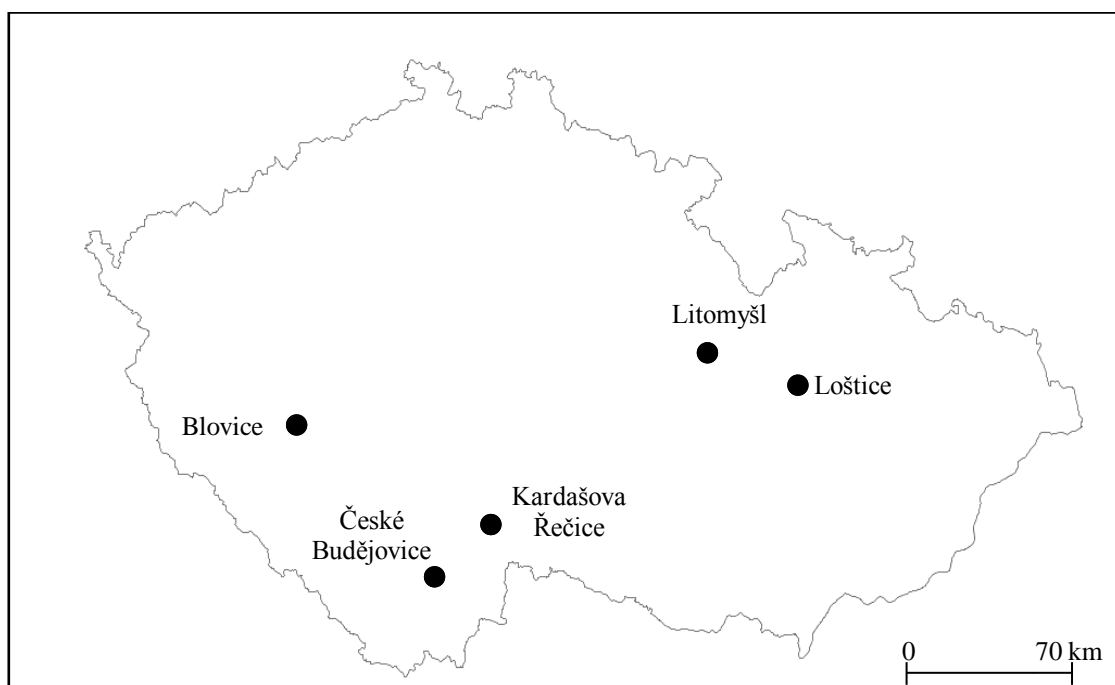 Litomyšl
Loštice
Blovice
Kardašova
Řečice
České
Budějovice
0 70 km